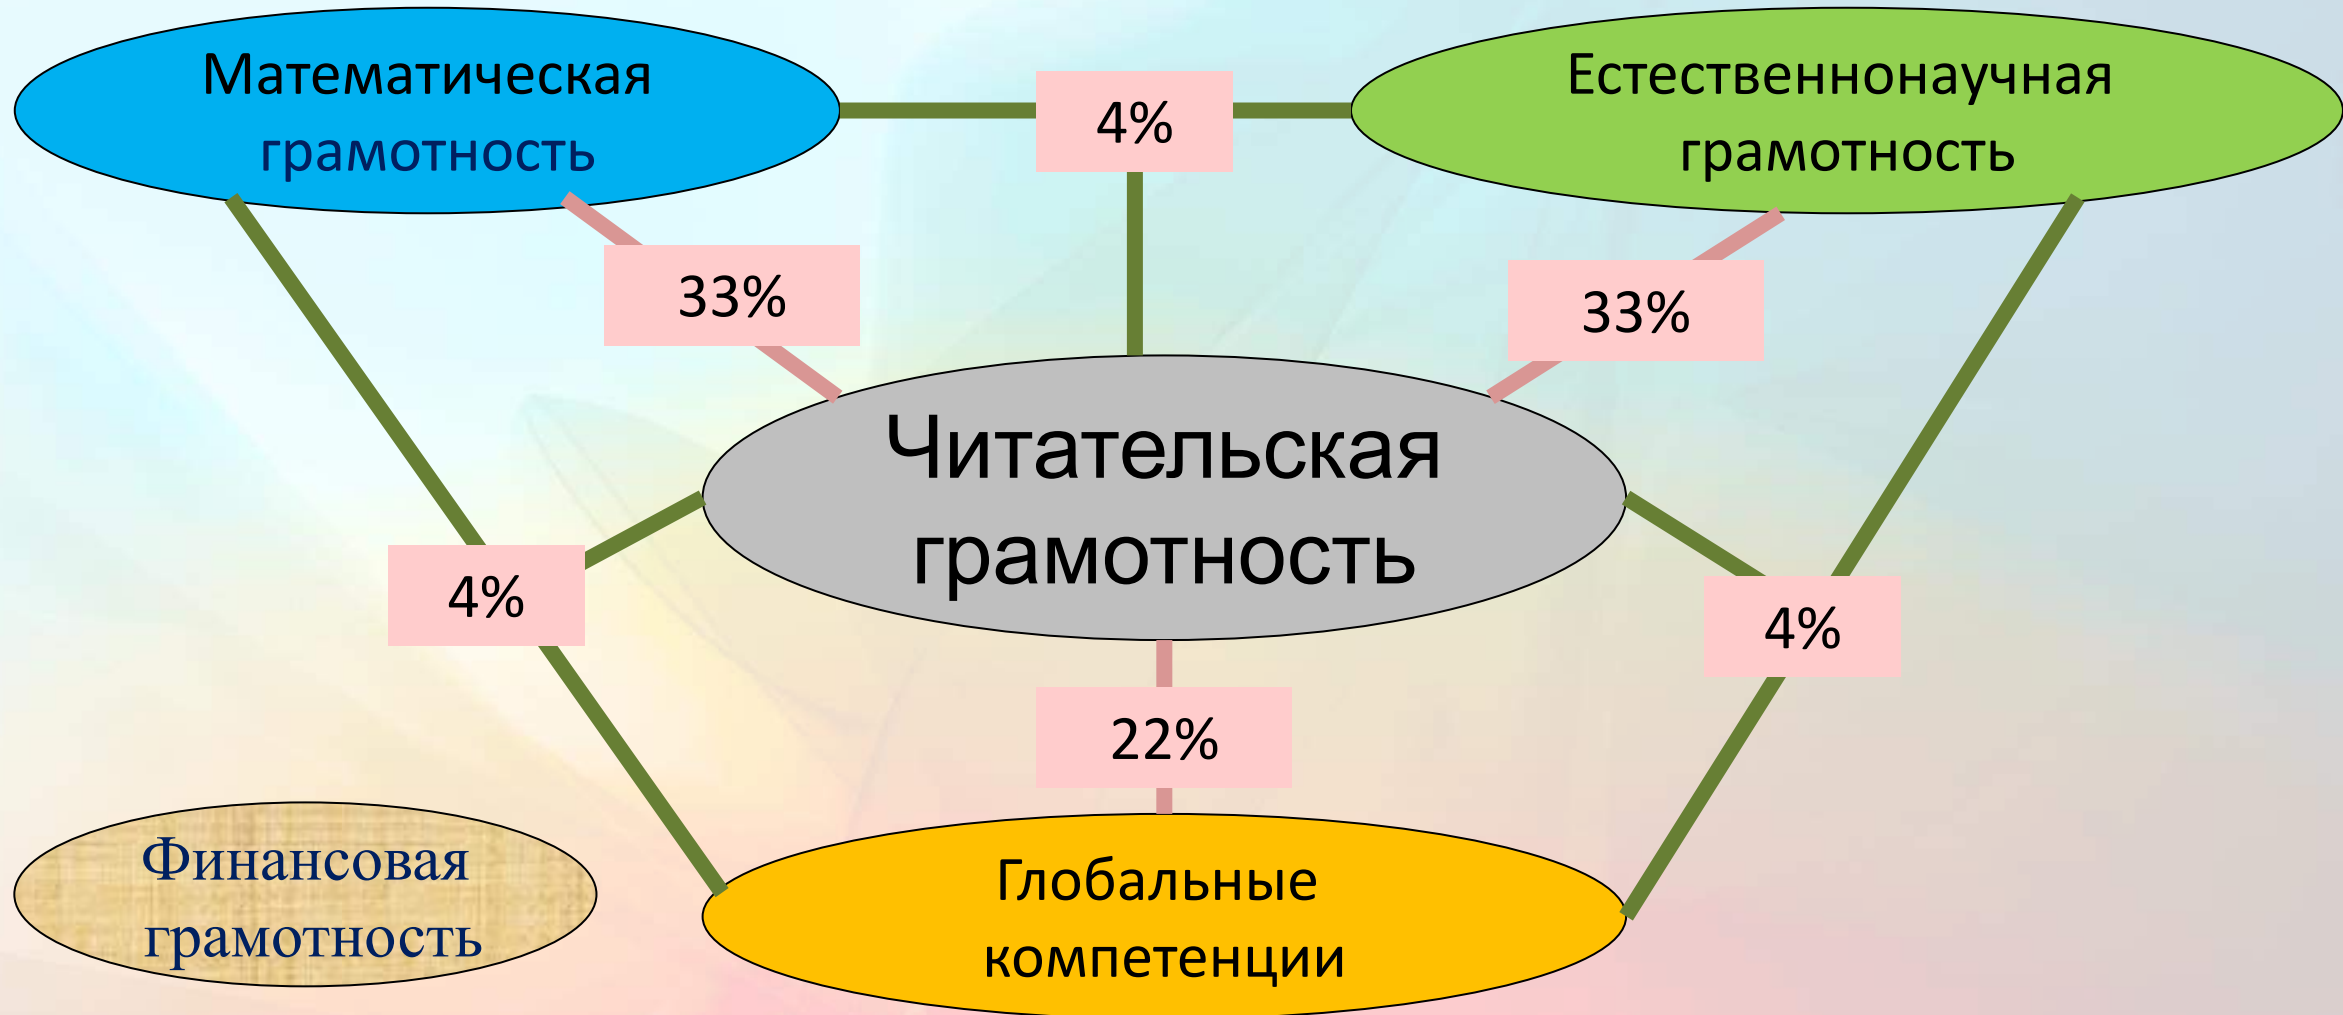 Математическая
грамотность
Естественнонаучная
грамотность
4%
33%
33%
Читательская
грамотность
4%
4%
22%
Финансовая
грамотность
Глобальные
компетенции